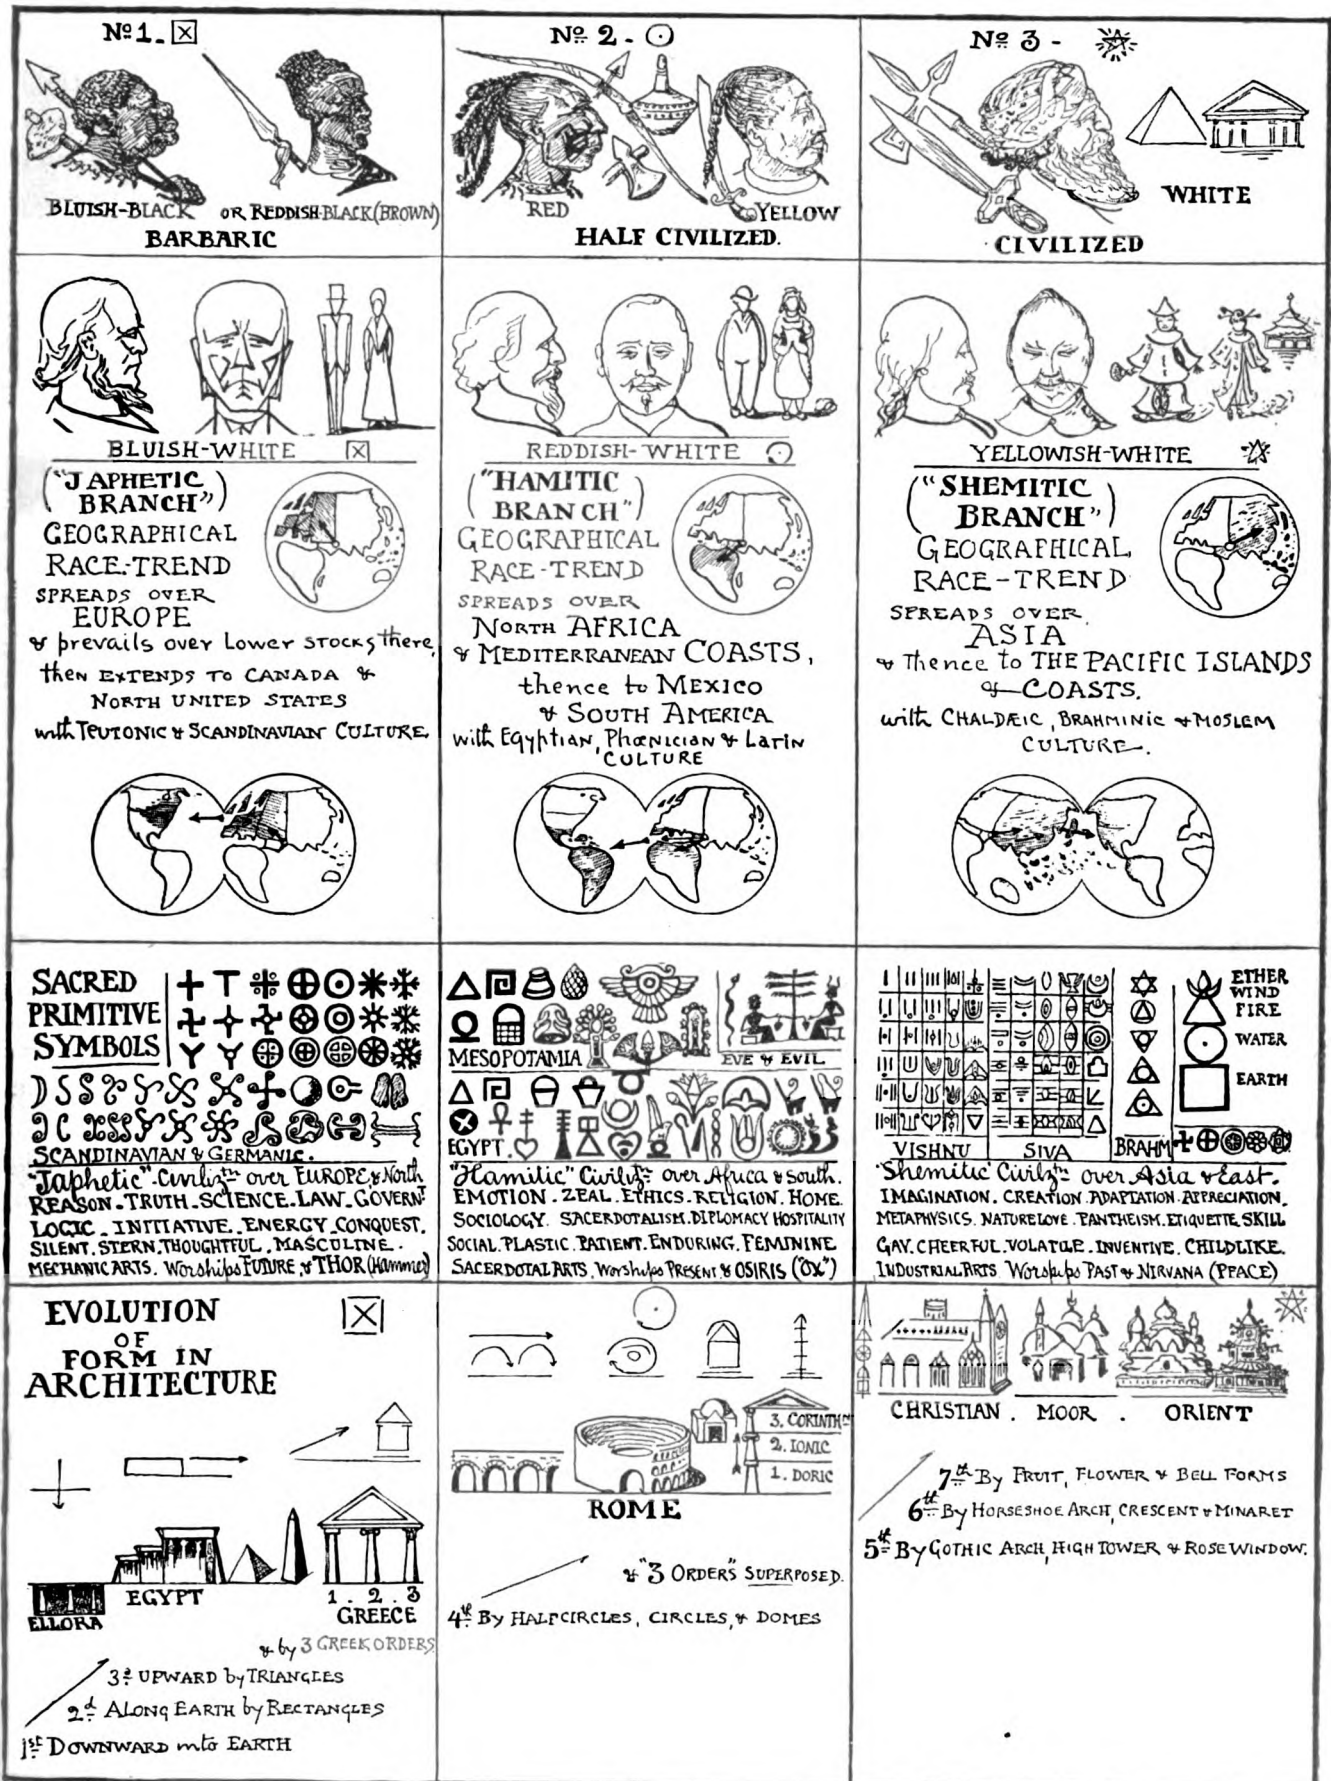 Nº 1.
BLUISH-BLACK OR REDDISH-BLACK (BROWN)
BARBARIC
Nº 2 -
RED
YELLOW
HALF CIVILIZED.
Nº 3 -
WHITE
CIVILIZED
BLUISH-WHITE
("JAPHETIC
BRANCH")
GEOGRAPHICAL
RACE-TREND
SPREADS OVER
EUROPE
& prevails over Lower STOCKS there,
then EXTENDS TO CANADA &
NORTH UNITED STATES
with TEUTONIC & SCANDINAVIAN CULTURE.
REDDISH-WHITE
("HAMITIC
BRANCH")
GEOGRAPHICAL
RACE-TREND
SPREADS OVER
NORTH AFRICA
& MEDITERRANEAN COASTS,
thence to MEXICO
& SOUTH AMERICA
with Egyptian, Phœnician & Latin
CULTURE
YELLOWISH-WHITE
("SHEMITIC
BRANCH")
GEOGRAPHICAL
RACE-TREND
SPREADS OVER
ASIA
& Thence to THE PACIFIC ISLANDS
& COASTS.
with CHALDÆIC, BRAHMINIC & MOSLEM
CULTURE.
SACRED
PRIMITIVE
SYMBOLS
SCANDINAVIAN & GERMANIC.
"Japhetic" Civiliztn over EUROPE & North
REASON. TRUTH. SCIENCE. LAW. GOVERNT
LOGIC. INITIATIVE. ENERGY. CONQUEST.
SILENT. STERN. THOUGHTFUL. MASCULINE.
MECHANIC ARTS. Worships FUTURE, & THOR (Hammer)
MESOPOTAMIA
EVE & EVIL
EGYPT.
"Hamitic" Civiliztn over Africa & South.
EMOTION. ZEAL. ETHICS. RELIGION. HOME.
SOCIOLOGY. SACERDOTALISM. DIPLOMACY HOSPITALITY
SOCIAL. PLASTIC. PATIENT. ENDURING. FEMININE
SACERDOTAL ARTS. Worships PRESENT & OSIRIS ("OX")
ETHER
WIND
FIRE
WATER
EARTH
VISHNU
SIVA
BRAHM
"Shemitic" Civiliztn over Asia & East.
IMAGINATION. CREATION. ADAPTATION. APPRECIATION.
METAPHYSICS. NATURE LOVE. PANTHEISM. ETIQUETTE. SKILL
GAY. CHEERFUL. VOLATILE. INVENTIVE. CHILDLIKE.
INDUSTRIAL ARTS. Worships PAST & NIRVANA (PEACE)
EVOLUTION
OF
FORM IN
ARCHITECTURE
ELLORA
EGYPT
1. 2. 3
GREECE
& by 3 GREEK ORDERS
3d UPWARD by TRIANGLES
2d ALONG EARTH by RECTANGLES
1st DOWNWARD into EARTH
3. CORINTHn
2. IONIC
1. DORIC
ROME
& "3 ORDERS" SUPERPOSED.
4th BY HALFCIRCLES, CIRCLES, & DOMES
CHRISTIAN. MOOR. ORIENT
7th By FRUIT, FLOWER & BELL FORMS
6th By HORSESHOE ARCH, CRESCENT & MINARET
5th By GOTHIC ARCH, HIGH TOWER & ROSE WINDOW.